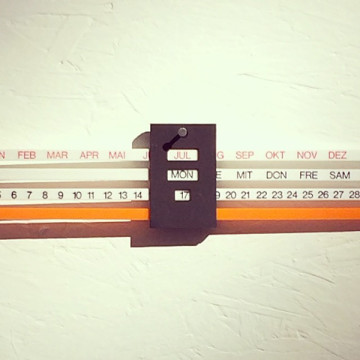 N FEB MAR APR MAI J JUL G SEP OKT NOV DEZ
MON E MIT DON FRE SAM
6 7 8 9 10 11 12 13 14 17 19 20 21 22 23 24 25 26 27 28